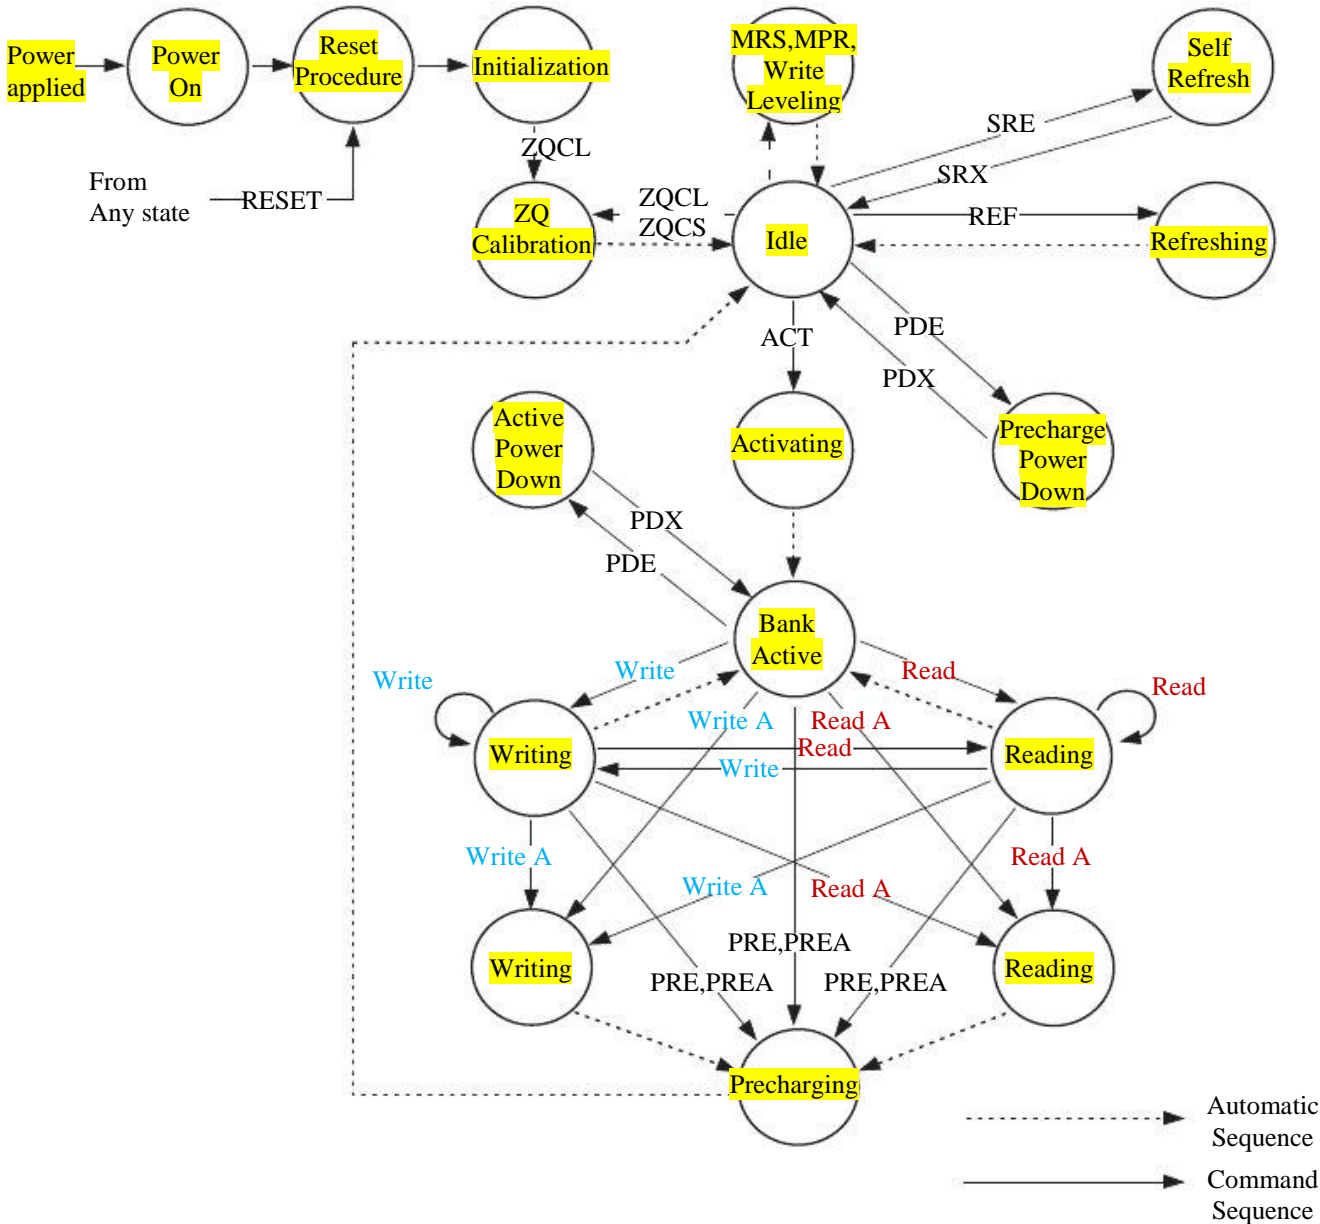 Power
applied
Power
On
Reset
Procedure
Initialization
MRS,MPR,
Write
Leveling
Self
Refresh
From
Any state
RESET
ZQCL
ZQ
Calibration
ZQCL
ZQCS
Idle
SRE
SRX
REF
Refreshing
ACT
PDE
PDX
Active
Power
Down
Activating
Precharge
Power
Down
PDX
PDE
Bank
Active
Write
Write
Read
Read
Write A
Read A
Writing
Read
Write
Reading
Write A
Write A
Read A
Read A
Writing
PRE,PREA
Reading
PRE,PREA
PRE,PREA
Precharging
Automatic
Sequence
Command
Sequence